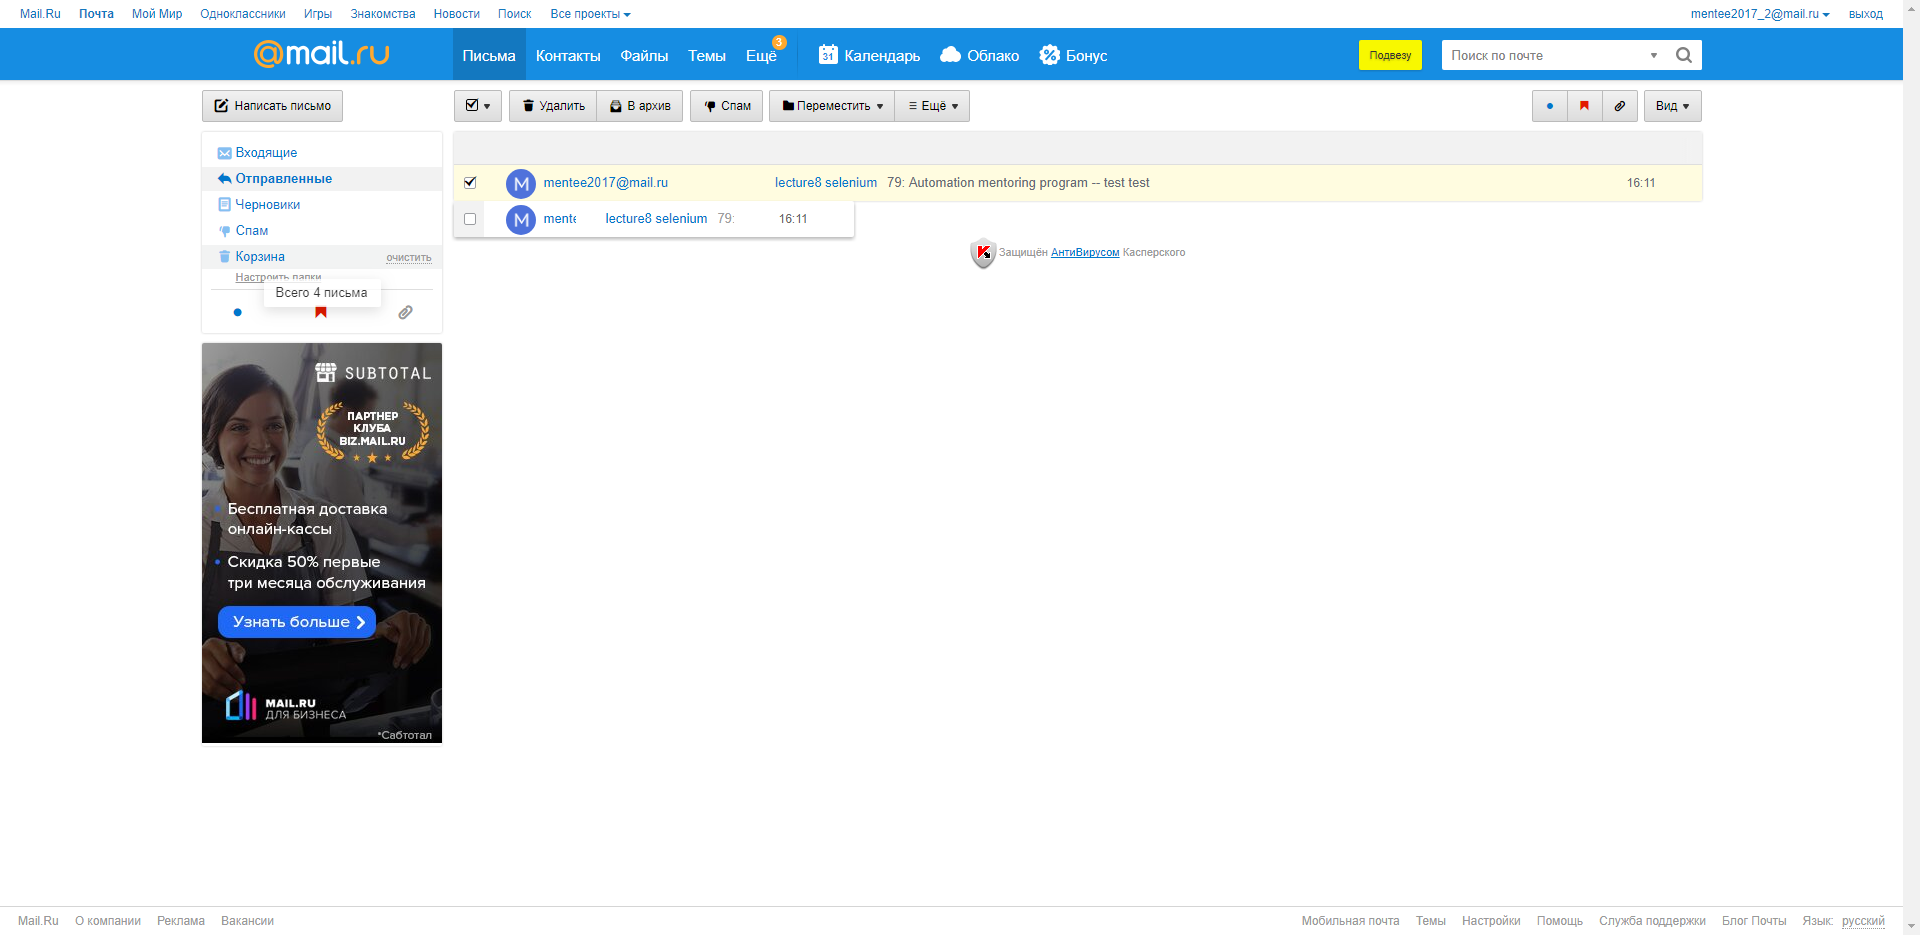 Mail.Ru Почта Мой Мир Одноклассники Игры Знакомства Новости Поиск Все проекты mentee2017_2@mail.ru выход
@mail.ru Письма Контакты Файлы Темы Ещё 3 31 Календарь Облако Бонус Подвезу Поиск по почте
Написать письмо Удалить В архив Спам Переместить Ещё Вид
Входящие
Отправленные
Черновики
Спам
Корзина очистить
Настроить папки
Всего 4 письма
M mentee2017@mail.ru lecture8 selenium 79: Automation mentoring program -- test test 16:11
M mente lecture8 selenium 79: 16:11
Защищён АнтиВирусом Касперского
SUBTOTAL
ПАРТНЕР
КЛУБА
BIZ.MAIL.RU
Бесплатная доставка
онлайн-кассы
Скидка 50% первые
три месяца обслуживания
Узнать больше
MAIL.RU
ДЛЯ БИЗНЕСА
*Сабтотал
Mail.Ru О компании Реклама Вакансии Мобильная почта Темы Настройки Помощь Служба поддержки Блог Почты Язык: русский